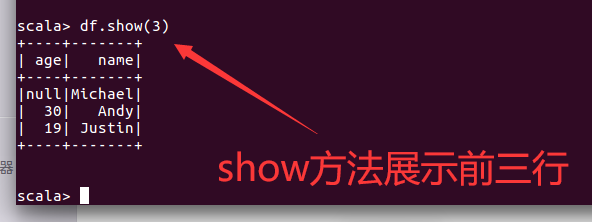 scala> df.show(3)
+----+-------+
| age|   name|
+----+-------+
|null|Michael|
|  30|   Andy|
|  19| Justin|
+----+-------+
器
show方法展示前三行
scala>